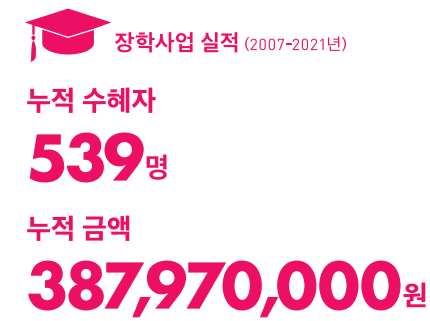 장학사업 실적 (2007-2021년)
누적 수혜자
539명
누적 금액
387,970,000원